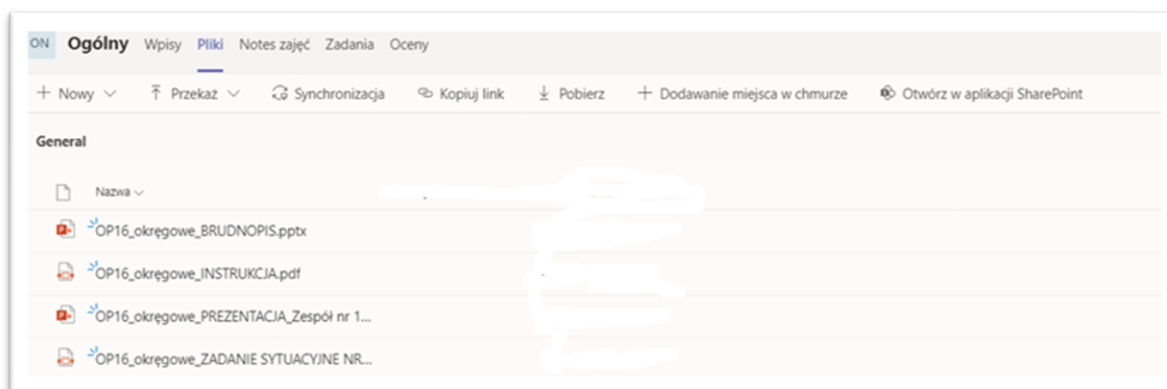 ON Ogólny Wpisy Pliki Notes zajęć Zadania Oceny
+ Nowy Przekaż Synchronizacja Kopiuj link Pobierz + Dodawanie miejsca w chmurze Otwórz w aplikacji SharePoint
General
Nazwa
OP16_okręgowe_BRUDNOPIS.pptx
OP16_okręgowe_INSTRUKCJA.pdf
OP16_okręgowe_PREZENTACJA_Zespół nr 1...
OP16_okręgowe_ZADANIE SYTUACYJNE NR...